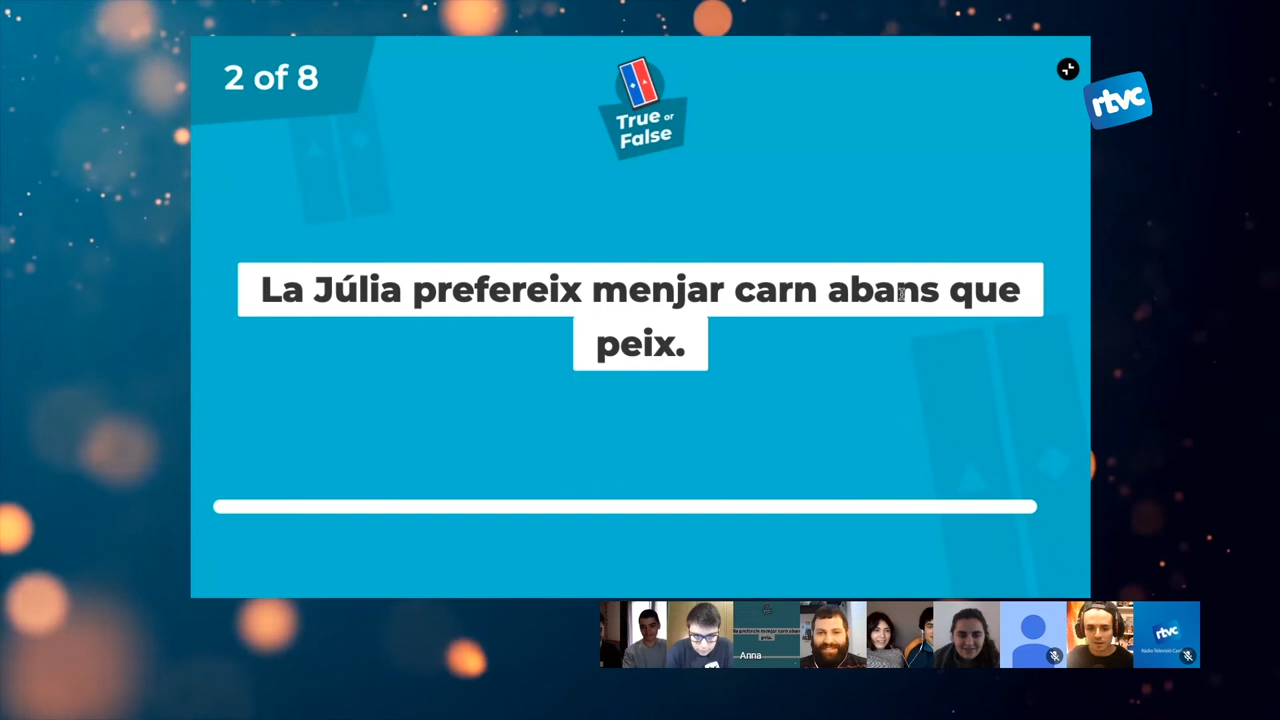 2 of 8
True or
False
rtvc
La Júlia prefereix menjar carn abans que
peix.
Anna
rtvc